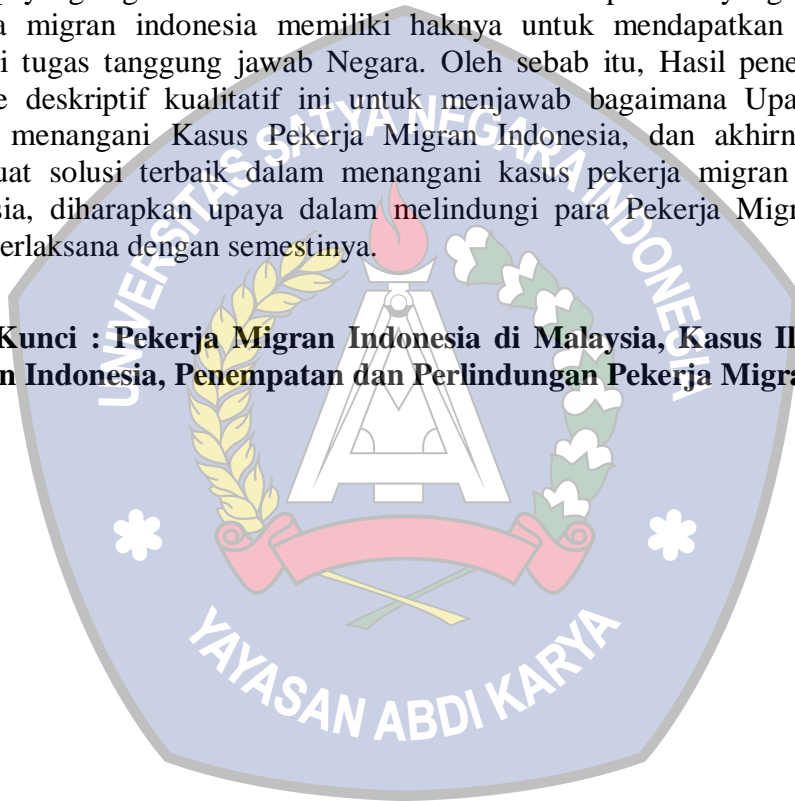 a migran indonesia memiliki haknya untuk mendapatkan
i tugas tanggung jawab Negara. Oleh sebab itu, Hasil pene
e deskriptif kualitatif ini untuk menjawab bagaimana Upa
menangani Kasus Pekerja Migran Indonesia, dan akhirn
uat solusi terbaik dalam menangani kasus pekerja migran
sia, diharapkan upaya dalam melindungi para Pekerja Migr
erlaksana dengan semestinya.
Kunci : Pekerja Migran Indonesia di Malaysia, Kasus Il
n Indonesia, Penempatan dan Perlindungan Pekerja Migra
UNIVERSITAS SATYA NEGARA INDONESIA
YAYASAN ABDI KARYA